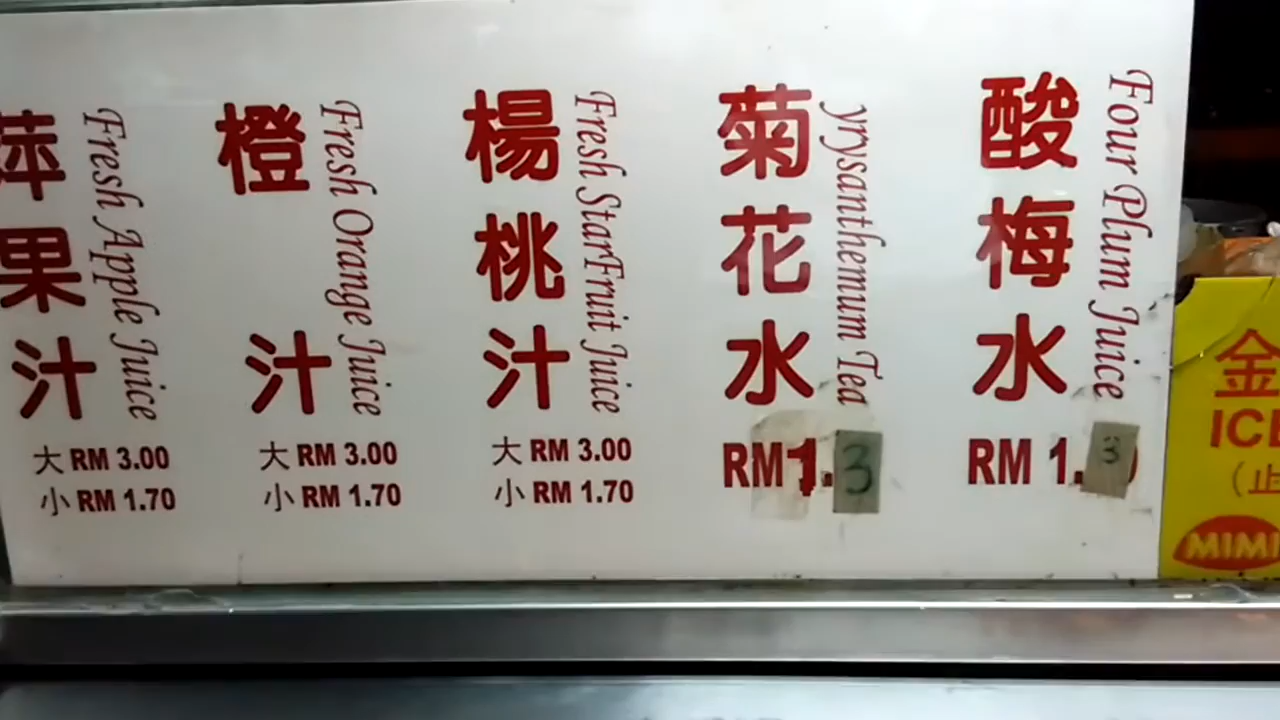 苹果汁
Fresh Apple Juice
大 RM 3.00
小 RM 1.70
橙汁
Fresh Orange Juice
大 RM 3.00
小 RM 1.70
楊桃汁
Fresh StarFruit Juice
大 RM 3.00
小 RM 1.70
菊花水
yrysanthemum Tea
RM 1.3
酸梅水
Four Plum Juice
RM 1.3
金
ICE
(止
MIMI